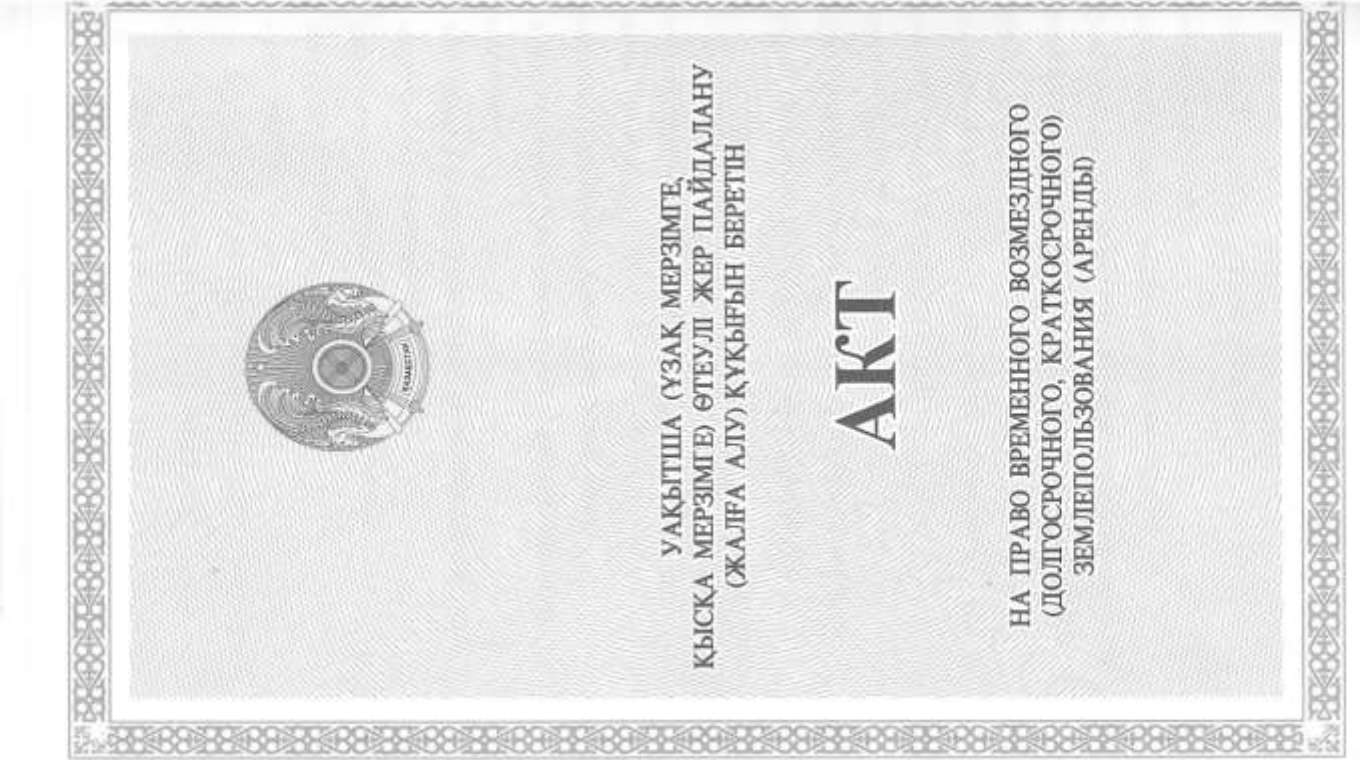 ҚАЗАҚСТАН
УАҚЫТША (ҰЗАҚ МЕРЗІМГЕ,
ҚЫСҚА МЕРЗІМГЕ) ӨТЕУЛІ ЖЕР ПАЙДАЛАНУ
(ЖАЛҒА АЛУ) ҚҰҚЫҒЫН БЕРЕТІН
АКТ
НА ПРАВО ВРЕМЕННОГО ВОЗМЕЗДНОГО
(ДОЛГОСРОЧНОГО, КРАТКОСРОЧНОГО)
ЗЕМЛЕПОЛЬЗОВАНИЯ (АРЕНДЫ)